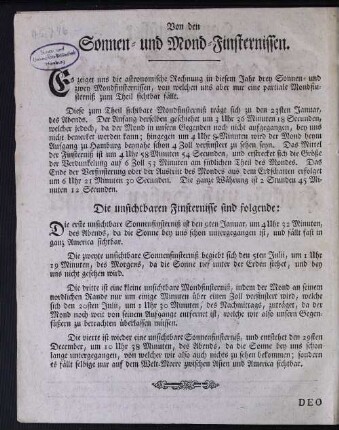 Von den
Sonnen- und Mond-Finsternissen.
Es zeiget uns die astronomische Rechnung in diesem Jahr drey Sonnen- und
zwey Mondfinsternissen, von welchen uns aber nur eine partiale Mondfin-
sterniß zum Theil sichtbar fällt.
Diese zum Theil sichtbare Mondfinsterniß trägt sich zu den 23sten Januar,
des Abends. Der Anfang derselben geschiehet um 3 Uhr 36 Minuten 18 Secunden,
welcher jedoch, da der Mond in unsern Gegenden noch nicht aufgegangen, bey uns
nicht bemerket werden kann; hingegen um 4 Uhr Minuten wird der Mond beym
Aufgang zu Hamburg beynahe schon 4 Zoll verfinstert zu sehen seyn. Das Mittel
der Finsterniß ist um 4 Uhr 58 Minuten 54 Secunden, und erstrecket sich die Größe
der Verdunkelung auf 6 Zoll 53 Minuten am nördlichen Theil des Mondes. Das
Ende der Verfinsterung oder der Austritt des Mondes aus dem Erdschatten erfolget
um 6 Uhr 21 Minuten 30 Secunden. Die ganze Währung ist 2 Stunden 45 Mi-
nuten 12 Secunden.
Die unsichtbaren Finsternisse sind folgende:
Die erste unsichtbare Sonnenfinsterniß ist den 9ten Januar, um 4 Uhr 32 Minuten,
des Abends, da die Sonne bey uns schon untergegangen ist, und fällt fast in
ganz America sichtbar.
Die zweyte unsichtbare Sonnenfinsterniß begiebt sich den 5ten Julii, um 1 Uhr
19 Minuten, des Morgens, da die Sonne tief unter der Erden stehet, und bey
uns nicht gesehen wird.
Die dritte ist eine kleine unsichtbare Mondfinsterniß, indem der Mond an seinem
nordlichen Rande nur um einige Minuten über einen Zoll verfinstert wird, welche
sich den 20sten Julii, um 1 Uhr 30 Minuten, des Nachmittags, zuträget, da der
Mond noch weit von seinem Aufgange entfernet ist, welche wir also unsern Gegen-
füßern zu betrachten überlassen müssen.
Die vierte ist wieder eine unsichtbare Sonnenfinsterniß, und entstehet den 29sten
December, um 10 Uhr 38 Minuten, des Abends, da die Sonne bey uns schon
lange untergegangen, von welcher wir also auch nichts zu sehen bekommen; sondern
es fällt selbige nur auf dem Welt-Meere zwischen Asien und America sichtbar.
DEO